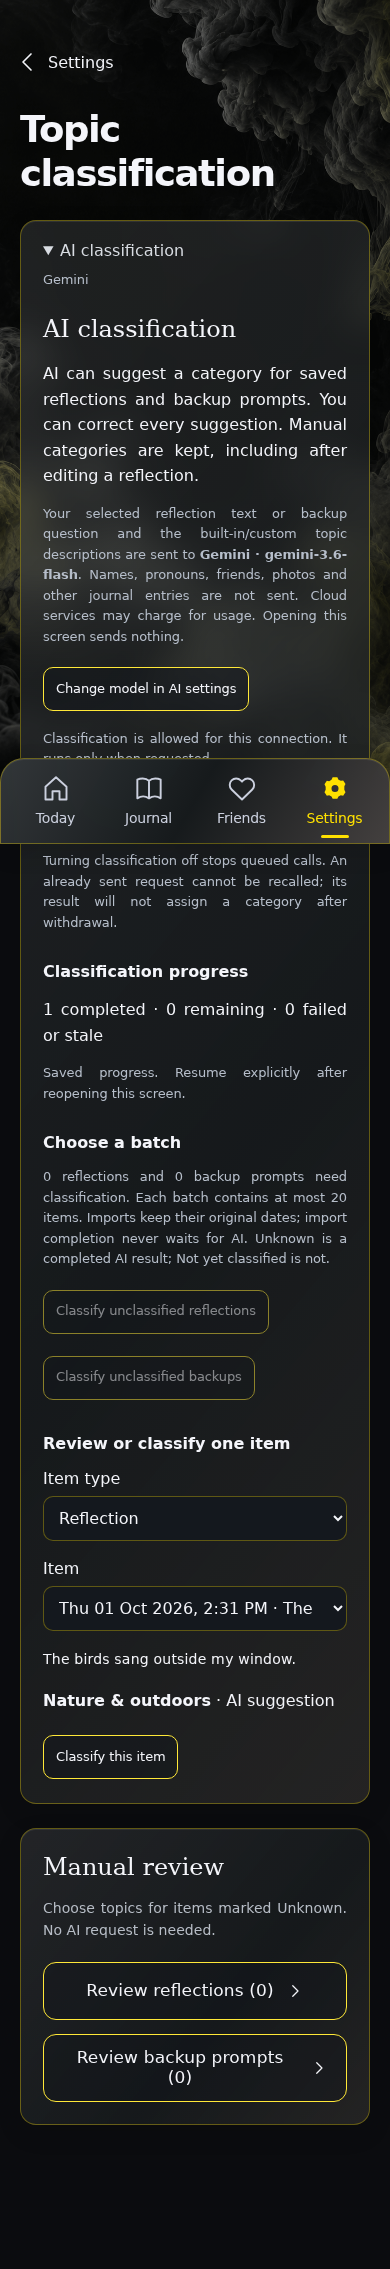 Settings
Topic
classification
▼ AI classification
Gemini
AI classification
AI can suggest a category for saved
reflections and backup prompts. You
can correct every suggestion. Manual
categories are kept, including after
editing a reflection.
Your selected reflection text or backup
question and the built-in/custom topic
descriptions are sent to Gemini · gemini-3.6-
flash. Names, pronouns, friends, photos and
other journal entries are not sent. Cloud
services may charge for usage. Opening this
screen sends nothing.
Change model in AI settings
Classification is allowed for this connection. It
runs only when requested.
Today
Journal
Friends
Settings
Turning classification off stops queued calls. An
already sent request cannot be recalled; its
result will not assign a category after
withdrawal.
Classification progress
1 completed · 0 remaining · 0 failed
or stale
Saved progress. Resume explicitly after
reopening this screen.
Choose a batch
0 reflections and 0 backup prompts need
classification. Each batch contains at most 20
items. Imports keep their original dates; import
completion never waits for AI. Unknown is a
completed AI result; Not yet classified is not.
Classify unclassified reflections
Classify unclassified backups
Review or classify one item
Item type
Reflection
Item
Thu 01 Oct 2026, 2:31 PM · The
The birds sang outside my window.
Nature & outdoors · AI suggestion
Classify this item
Manual review
Choose topics for items marked Unknown.
No AI request is needed.
Review reflections (0)
Review backup prompts
(0)